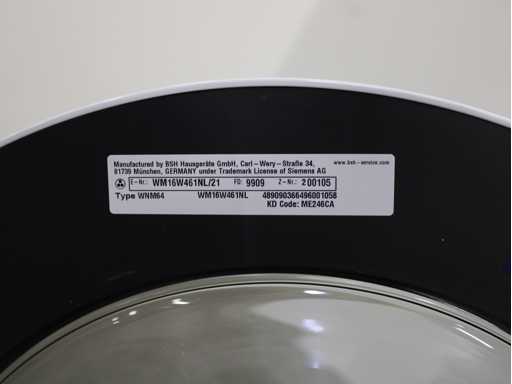 Manufactured by BSH Hausgeräte GmbH, Carl-Wery-Straße 34, www.bsh-service.com
81739 München, GERMANY under Trademark License of Siemens AG
E-Nr.: WM16W461NL/21 FD: 9909 Z-Nr.: 200105
Type WNM64 WM16W461NL 489090366496001058
KD Code: ME246CA